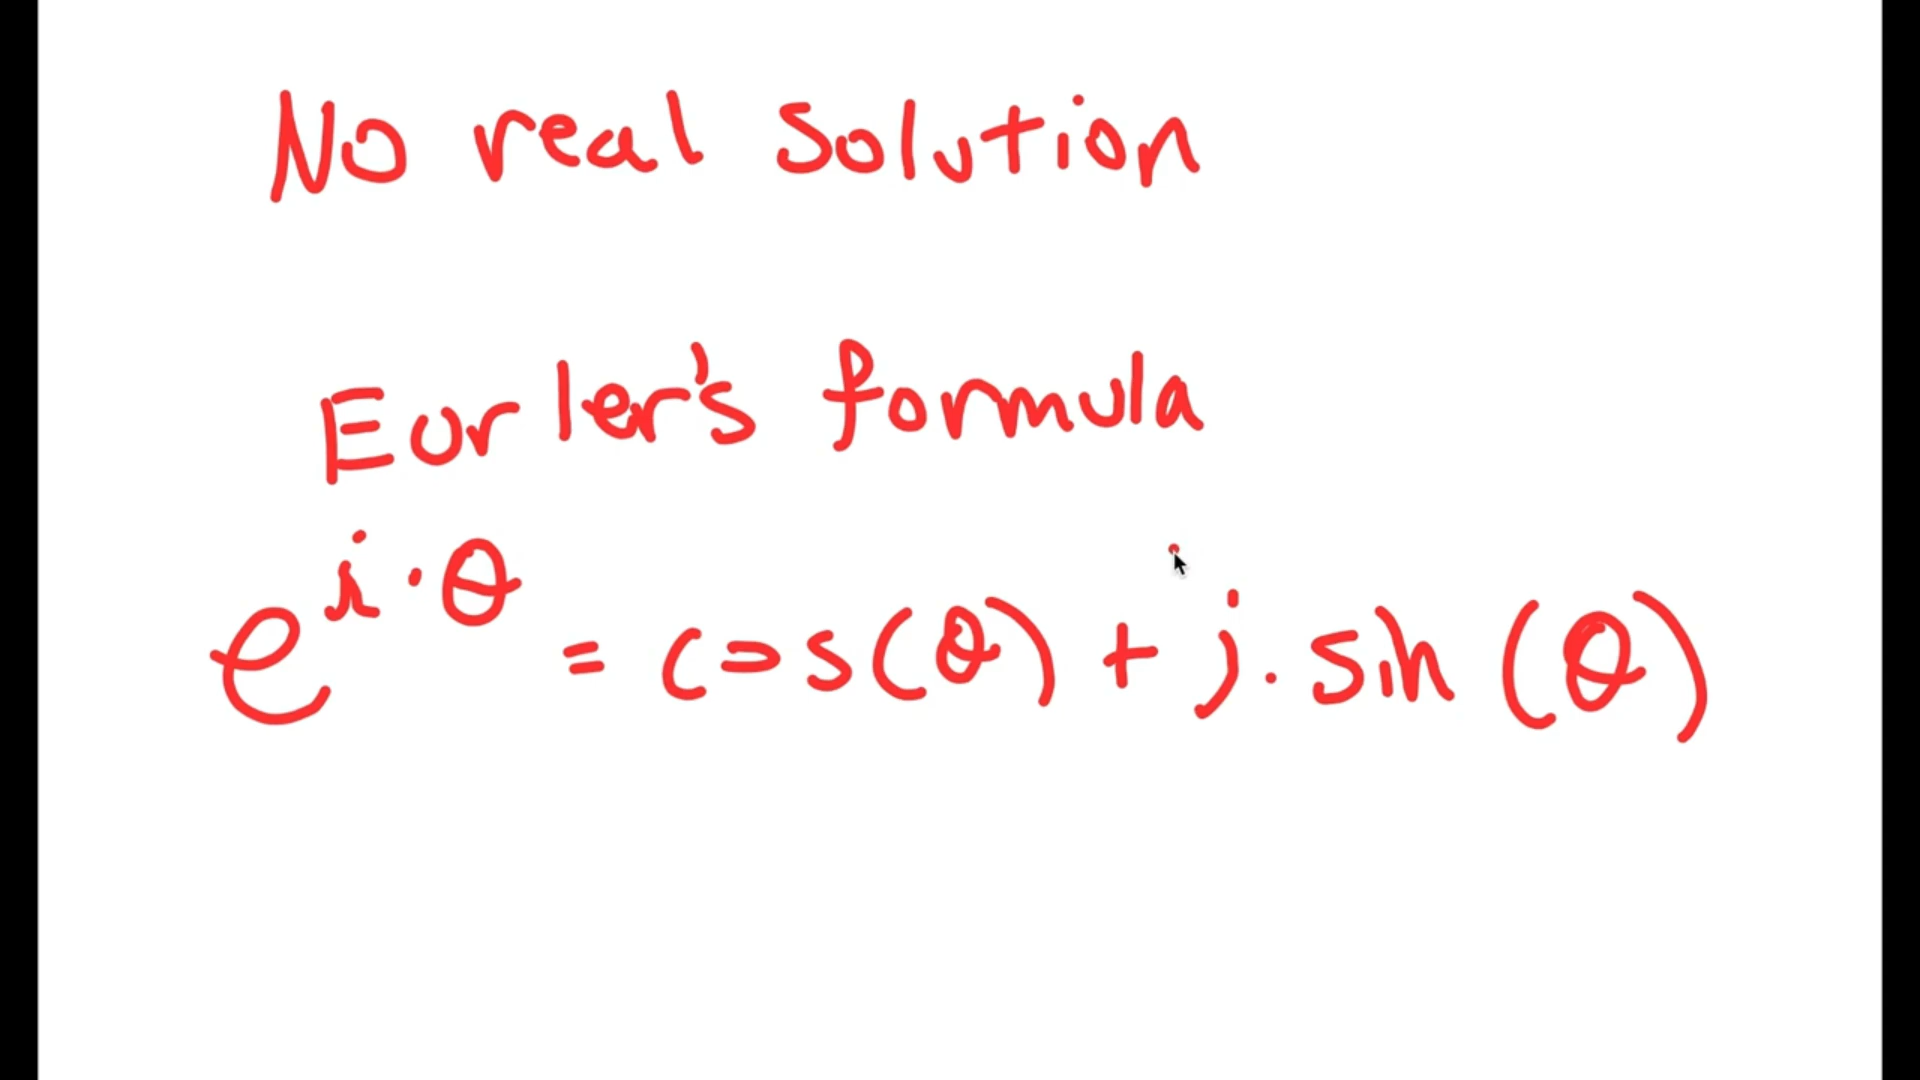 No real solution
Eurler's formula
e^{i·θ} = cos(θ) + j·sin(θ)